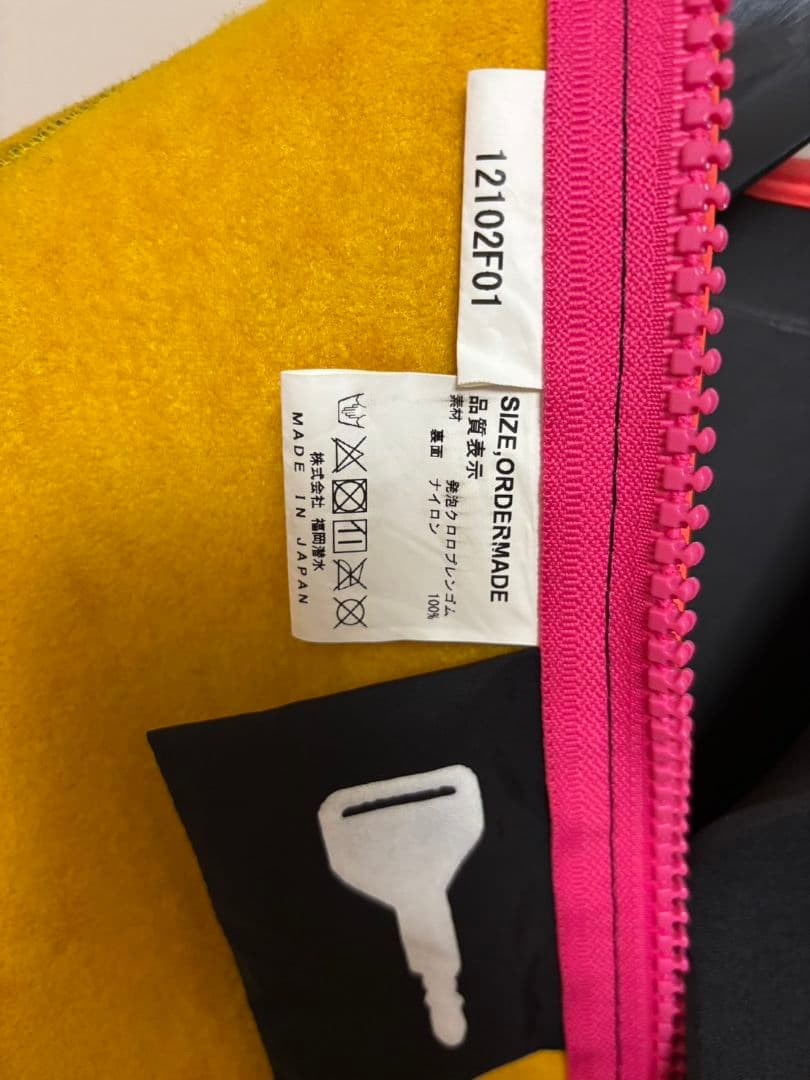 12102F01
SIZE,ORDERMADE
品質表示
素材 発泡クロロプレンゴム
裏面 ナイロン 100%
株式会社 福岡潜水
MADE IN JAPAN